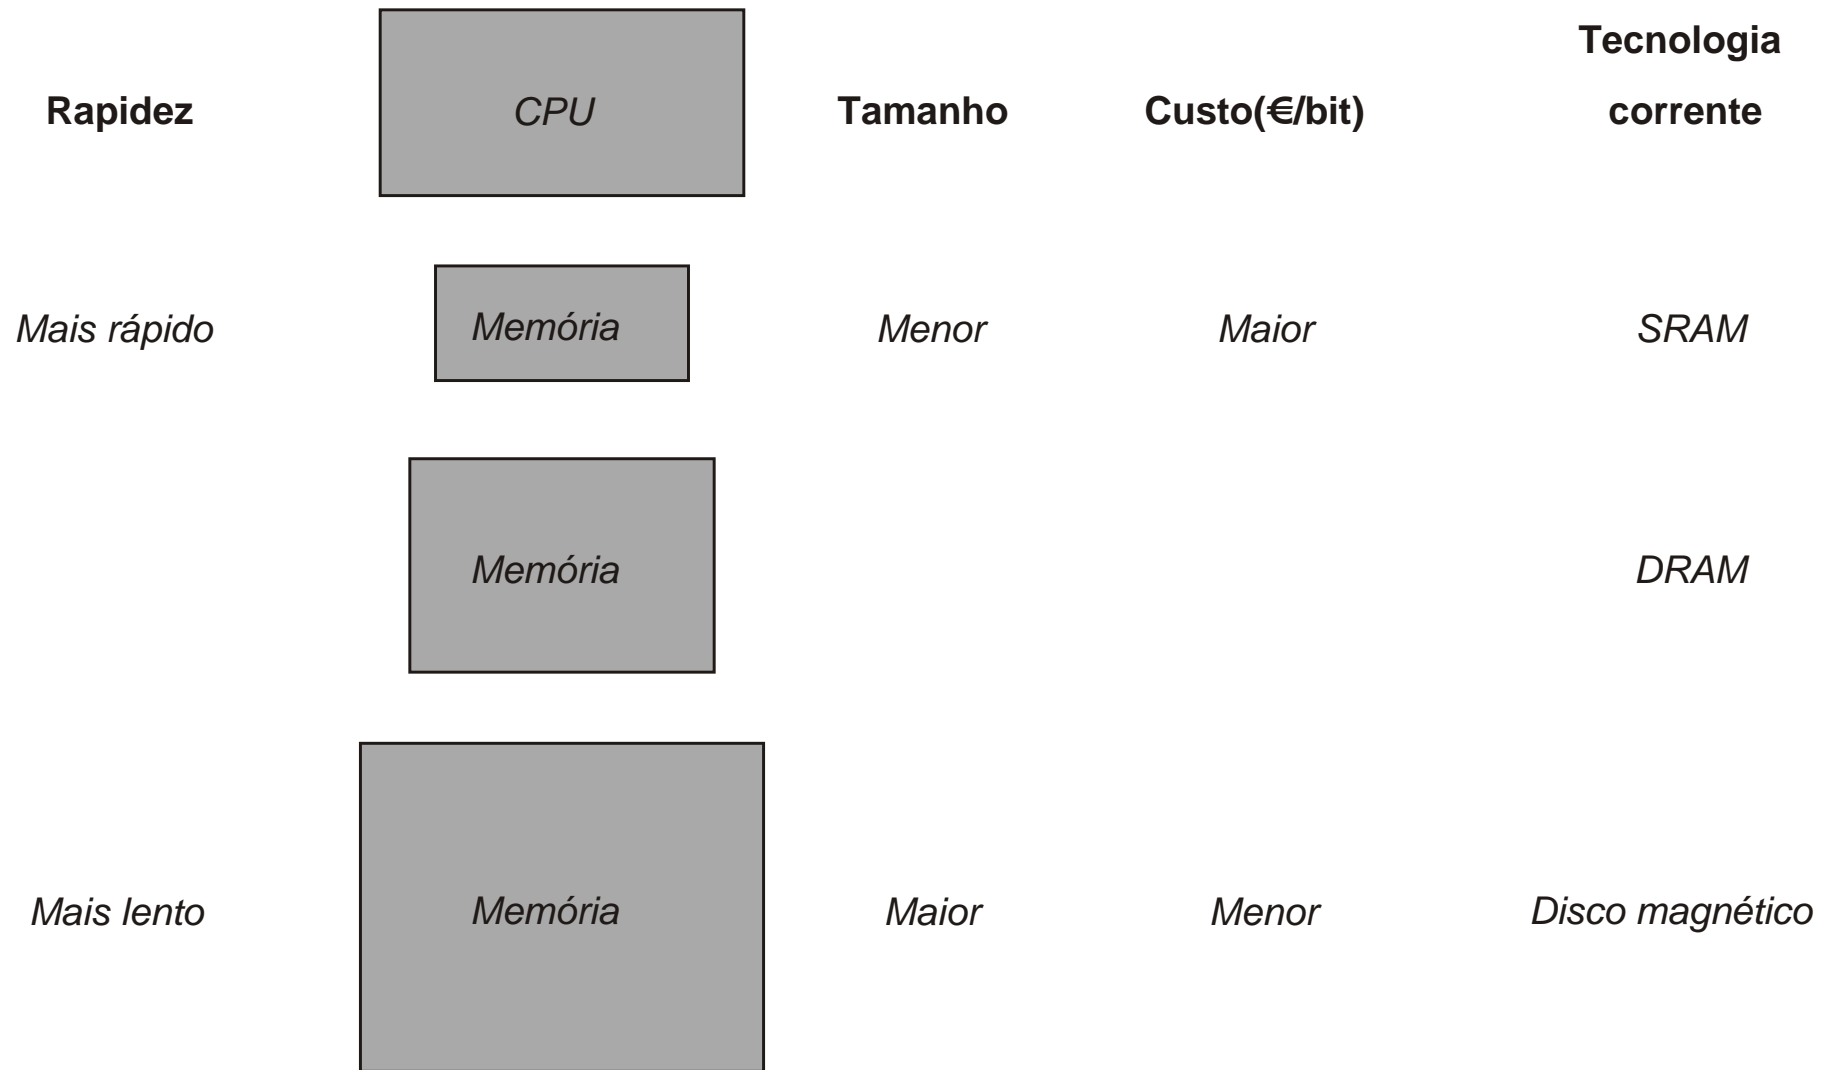 Tecnologia
Rapidez CPU Tamanho Custo(€/bit) corrente
Mais rápido Memória Menor Maior SRAM
Memória DRAM
Mais lento Memória Maior Menor Disco magnético